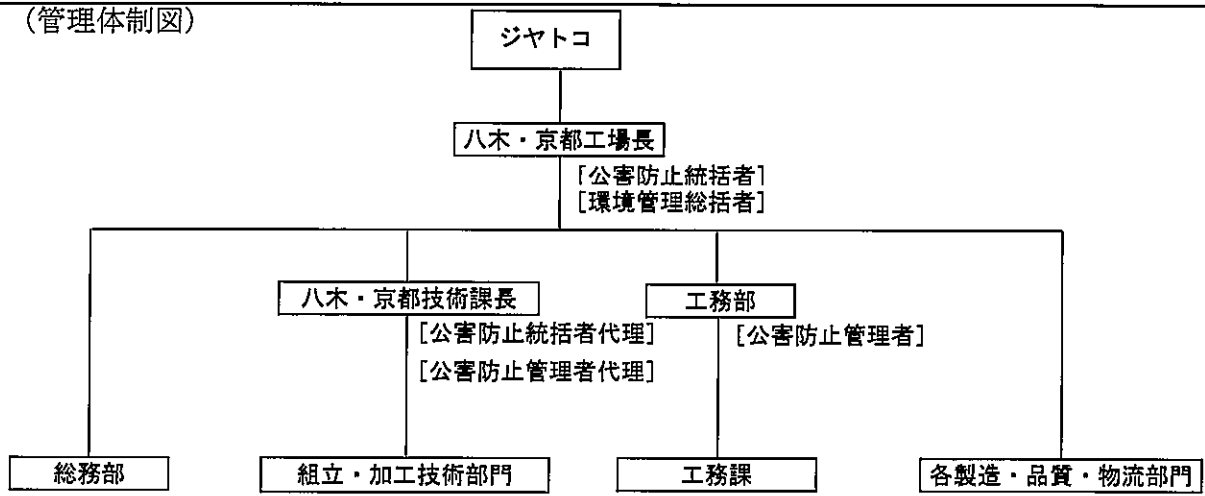 (管理体制図)
ジヤトコ
八木・京都工場長
[公害防止統括者]
[環境管理総括者]
八木・京都技術課長
工務部
[公害防止統括者代理]
[公害防止管理者]
[公害防止管理者代理]
総務部
組立・加工技術部門
工務課
各製造・品質・物流部門